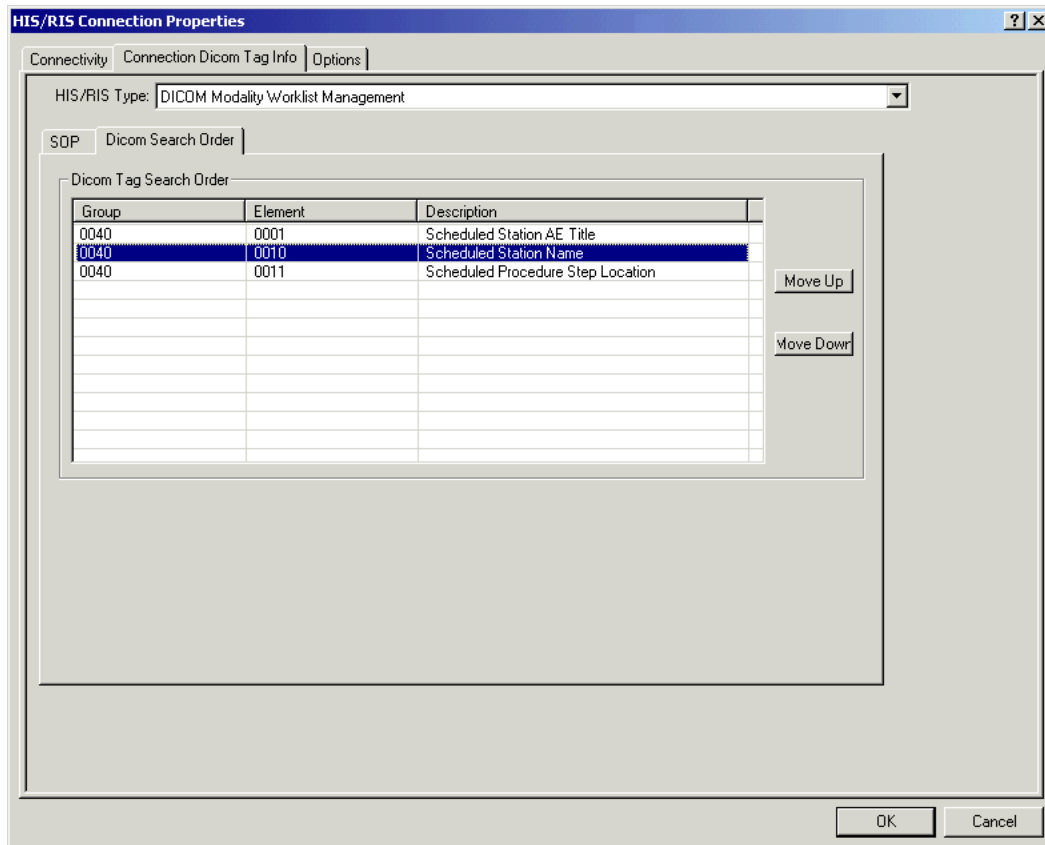 HIS/RIS Connection Properties
Connectivity Connection Dicom Tag Info Options
HIS/RIS Type: DICOM Modality Worklist Management
SOP Dicom Search Order
Dicom Tag Search Order
Group Element Description
0040 0001 Scheduled Station AE Title
0040 0010 Scheduled Station Name
0040 0011 Scheduled Procedure Step Location
Move Up
Move Down
OK Cancel